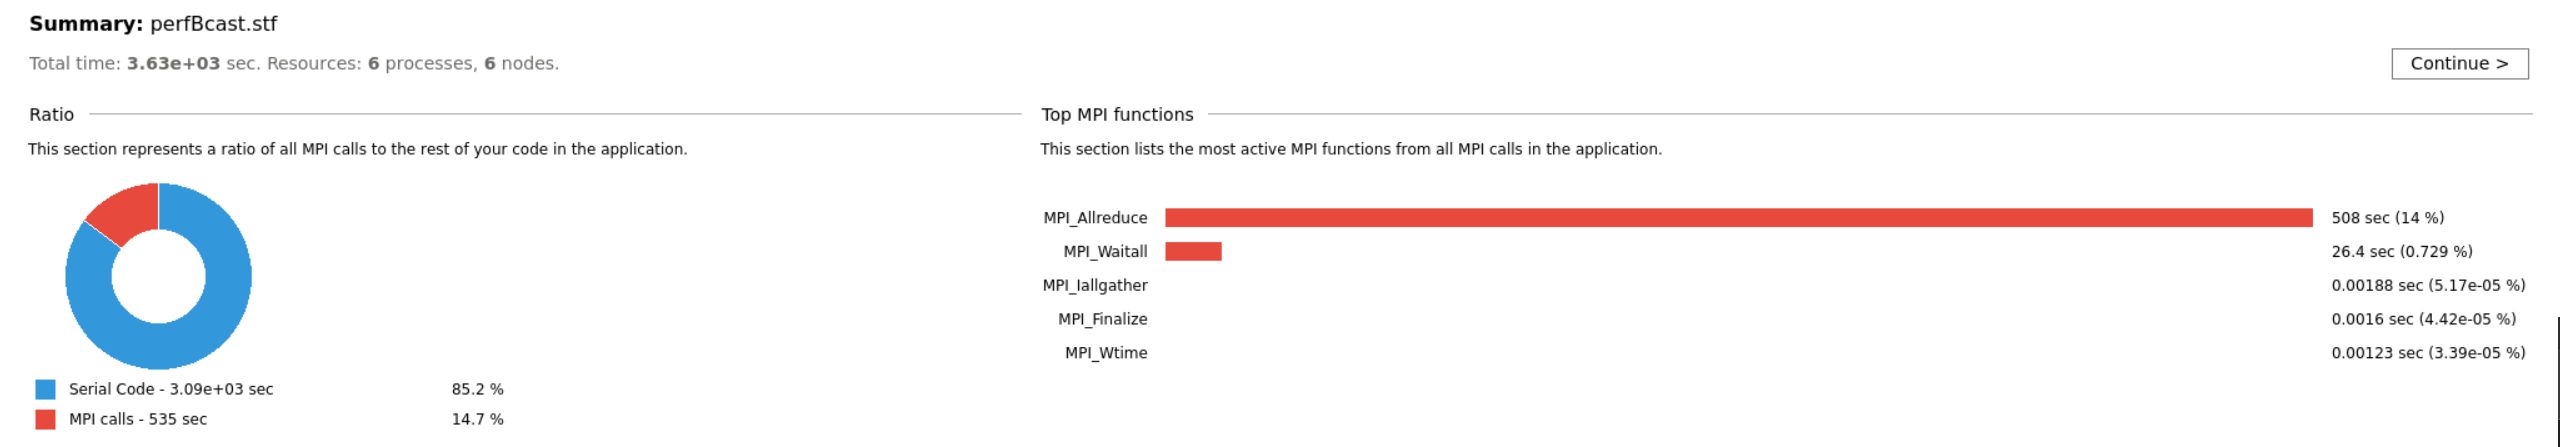 Summary: perfBcast.stf
Total time: 3.63e+03 sec. Resources: 6 processes, 6 nodes.
Continue >
Ratio
This section represents a ratio of all MPI calls to the rest of your code in the application.
Serial Code - 3.09e+03 sec 85.2 %
MPI calls - 535 sec 14.7 %
Top MPI functions
This section lists the most active MPI functions from all MPI calls in the application.
MPI_Allreduce 508 sec (14 %)
MPI_Waitall 26.4 sec (0.729 %)
MPI_Iallgather 0.00188 sec (5.17e-05 %)
MPI_Finalize 0.0016 sec (4.42e-05 %)
MPI_Wtime 0.00123 sec (3.39e-05 %)